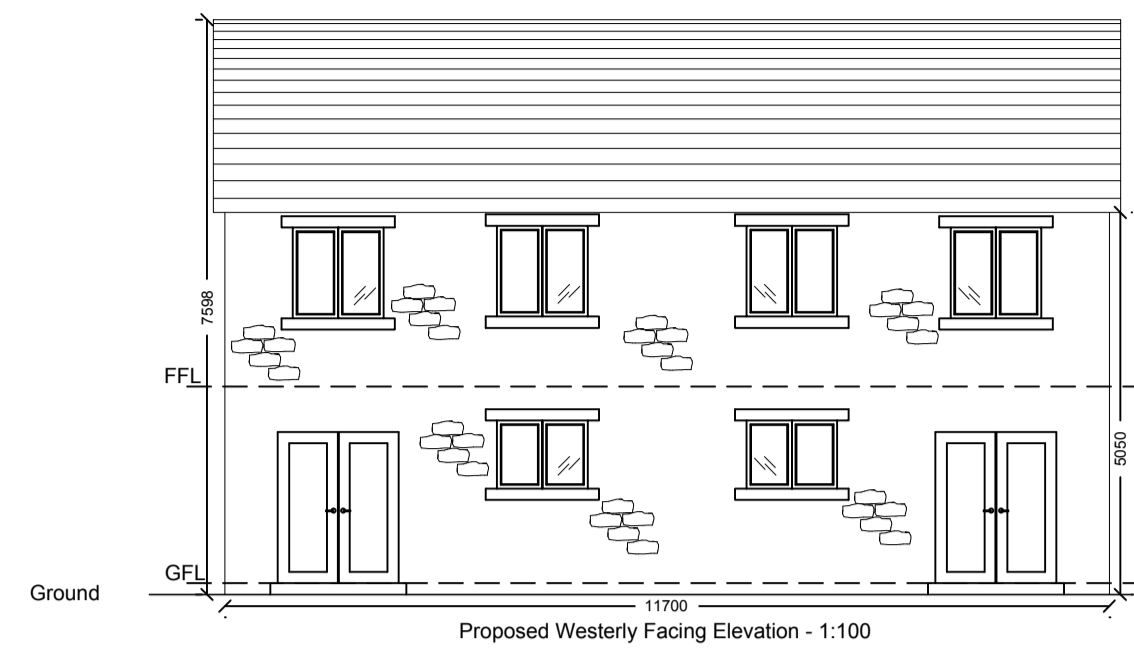 7598
FFL
5050
GFL
Ground
11700
Proposed Westerly Facing Elevation - 1:100